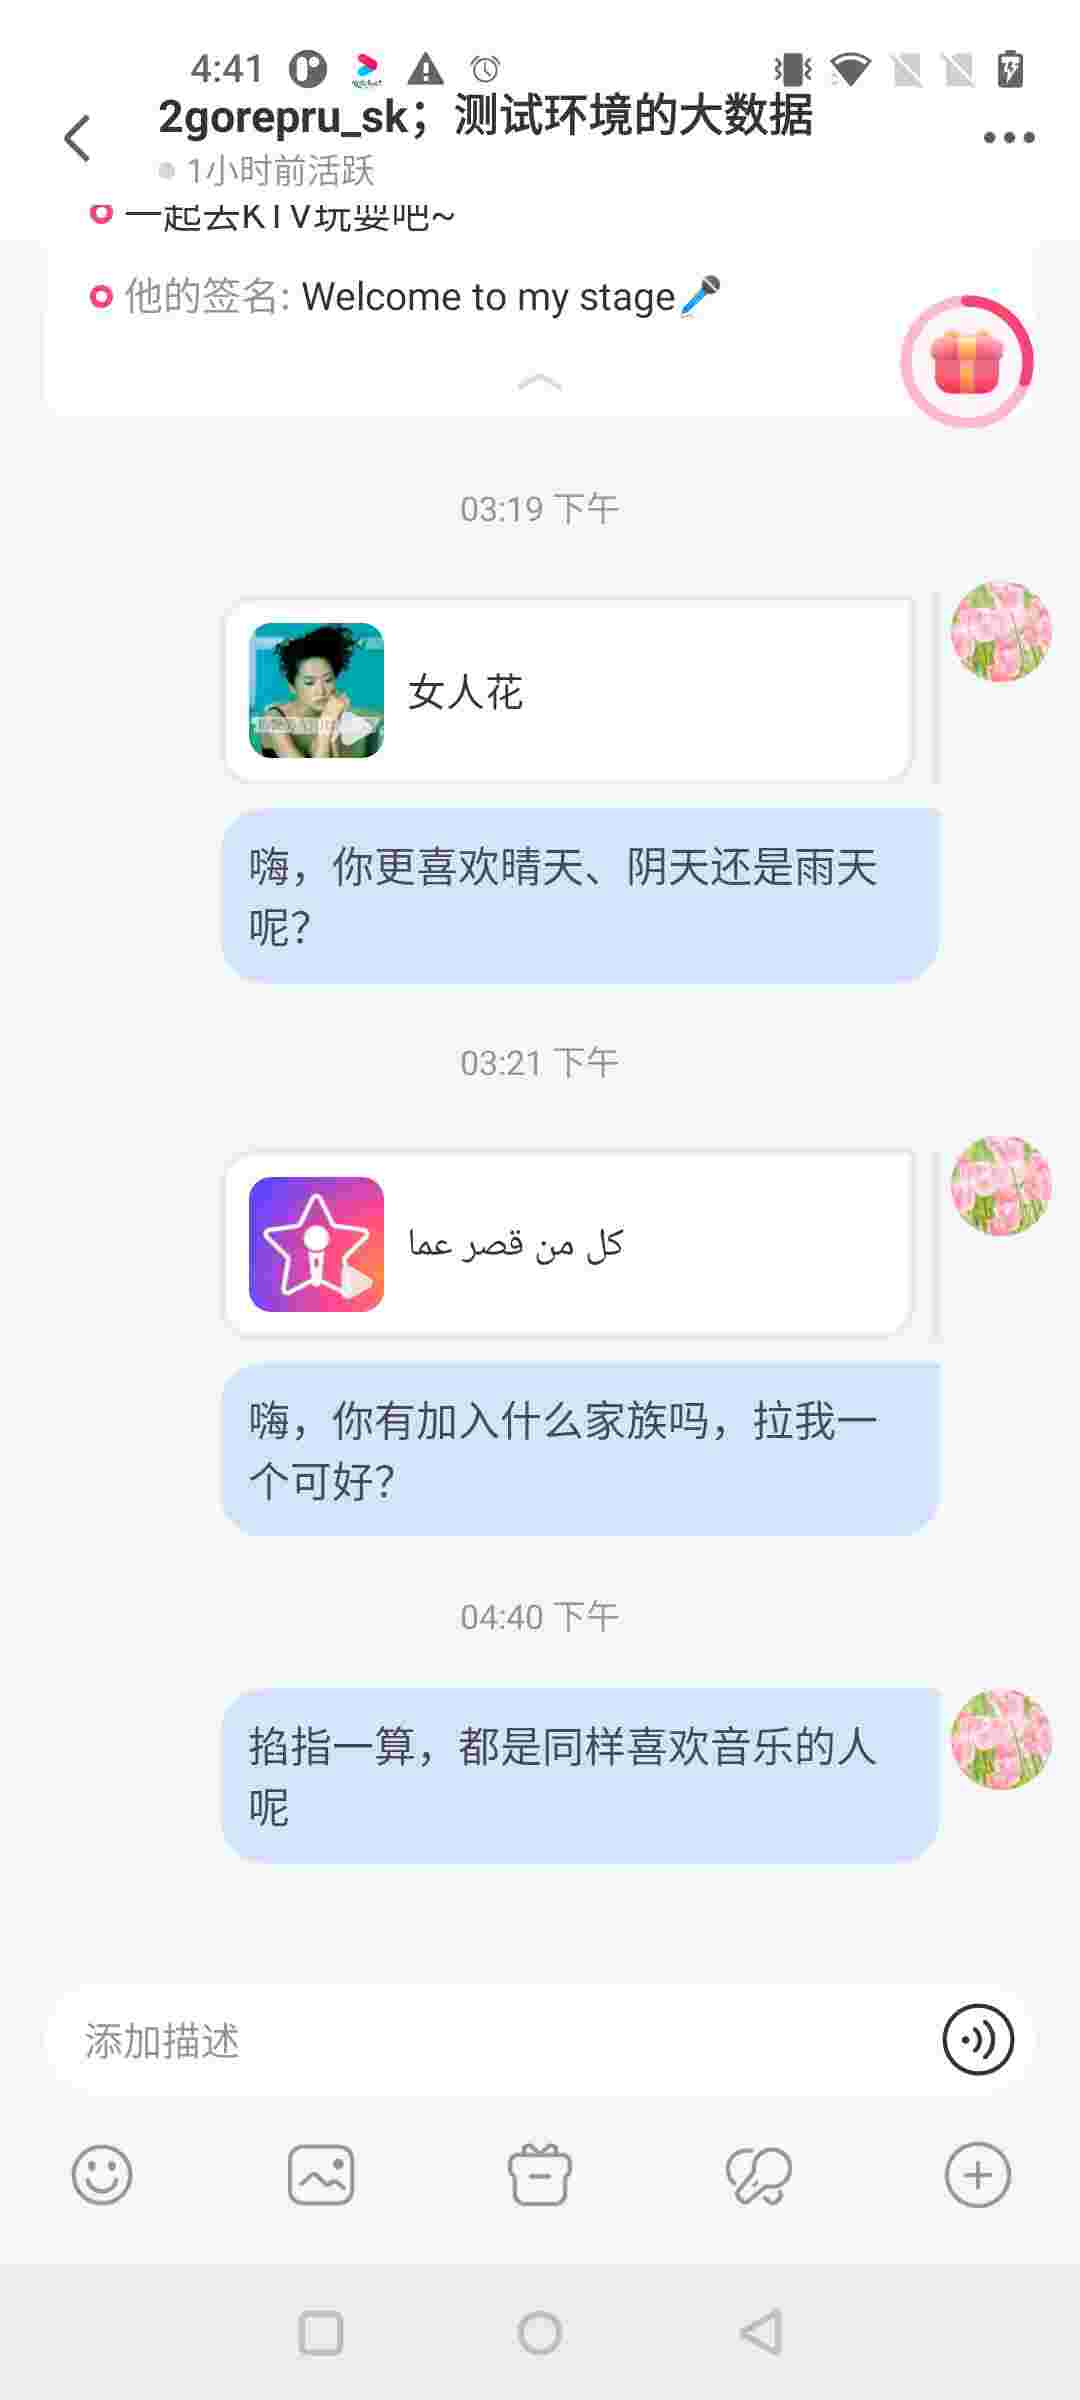 4:41
2gorepru_sk；测试环境的大数据
1小时前活跃
一起去KTV玩耍吧~
他的签名: Welcome to my stage🎤
03:19 下午
女人花
嗨，你更喜欢晴天、阴天还是雨天
呢？
03:21 下午
كل من قصر عما
嗨，你有加入什么家族吗，拉我一
个可好？
04:40 下午
掐指一算，都是同样喜欢音乐的人
呢
添加描述